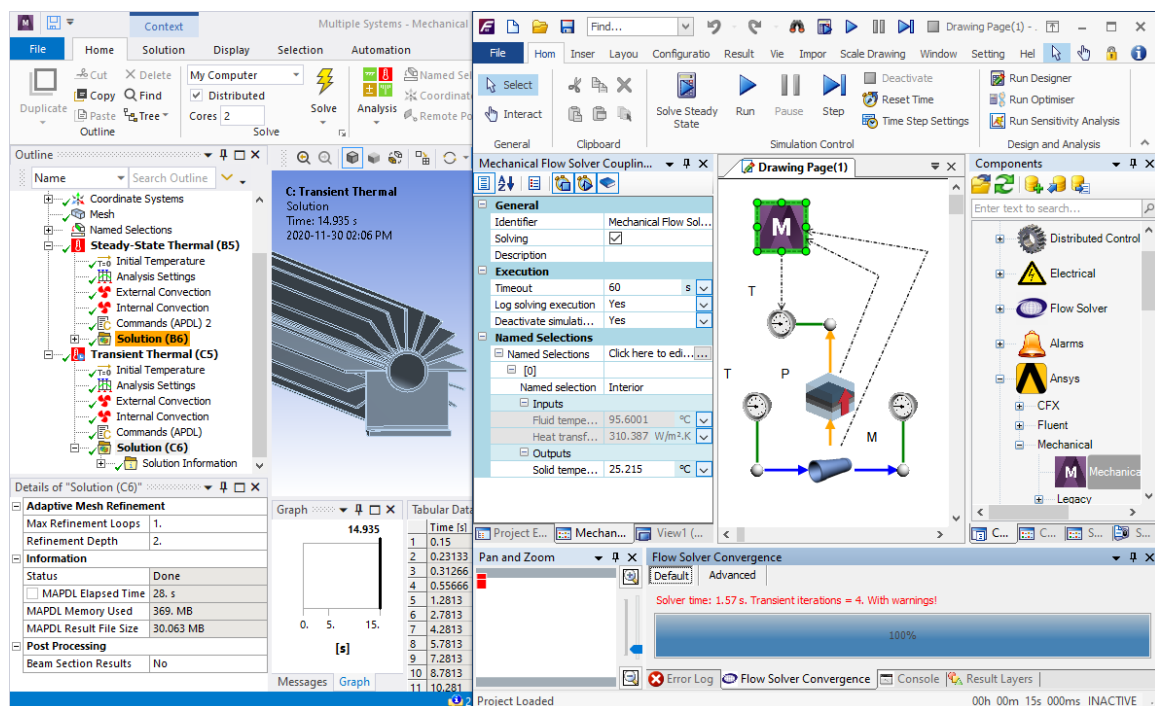 Context
Multiple Systems - Mechanical
File Home Solution Display Selection Automation
Duplicate
Cut
Copy
Paste
Delete
Find
Tree
Outline
My Computer
Distributed
Cores 2
Solve
Solve
Analysis
Named Sel
Coordinat
Remote Po
Outline
Name Search Outline
Coordinate Systems
Mesh
Named Selections
Steady-State Thermal (B5)
T=0 Initial Temperature
Analysis Settings
External Convection
Internal Convection
Commands (APDL) 2
Solution (B6)
Transient Thermal (C5)
T=0 Initial Temperature
Analysis Settings
External Convection
Internal Convection
Commands (APDL)
Solution (C6)
Solution Information
Details of "Solution (C6)"
Adaptive Mesh Refinement
Max Refinement Loops 1.
Refinement Depth 2.
Information
Status Done
MAPDL Elapsed Time 28. s
MAPDL Memory Used 369. MB
MAPDL Result File Size 30.063 MB
Post Processing
Beam Section Results No
C: Transient Thermal
Solution
Time: 14.935 s
2020-11-30 02:06 PM
Graph
14.935
0. 5. 15.
[s]
Messages Graph
Tabular Data
Time [s]
1 0.15
2 0.23133
3 0.31266
4 0.55666
5 1.2813
6 2.7813
7 4.2813
8 5.7813
9 7.2813
10 8.7813
11 10.281
2
Find...
Drawing Page(1) - .
File Hom Inser Layou Configuratio Result Vie Impor Scale Drawing Window Setting Hel
Select
Interact
General
Clipboard
Solve Steady
State
Run
Pause
Step
Deactivate
Reset Time
Time Step Settings
Simulation Control
Run Designer
Run Optimiser
Run Sensitivity Analysis
Design and Analysis
Mechanical Flow Solver Couplin...
General
Identifier Mechanical Flow Sol...
Solving
Description
Execution
Timeout 60 s
Log solving execution Yes
Deactivate simulati... Yes
Named Selections
Named Selections Click here to edi... ...
[0]
Named selection Interior
Inputs
Fluid tempe... 95.6001 °C
Heat transf... 310.387 W/m².K
Outputs
Solid tempe... 25.215 °C
Project E... Mechan... View1 (...
Drawing Page(1)
M
T
T P
M
Components
Enter text to search...
Distributed Control
Electrical
Flow Solver
Alarms
Ansys
CFX
Fluent
Mechanical
M Mechanica
Legacy
C... C... S... S...
Pan and Zoom
Flow Solver Convergence
Default Advanced
Solver time: 1.57 s. Transient iterations = 4. With warnings!
100%
Error Log Flow Solver Convergence Console Result Layers
Project Loaded
00h 00m 15s 000ms INACTIVE